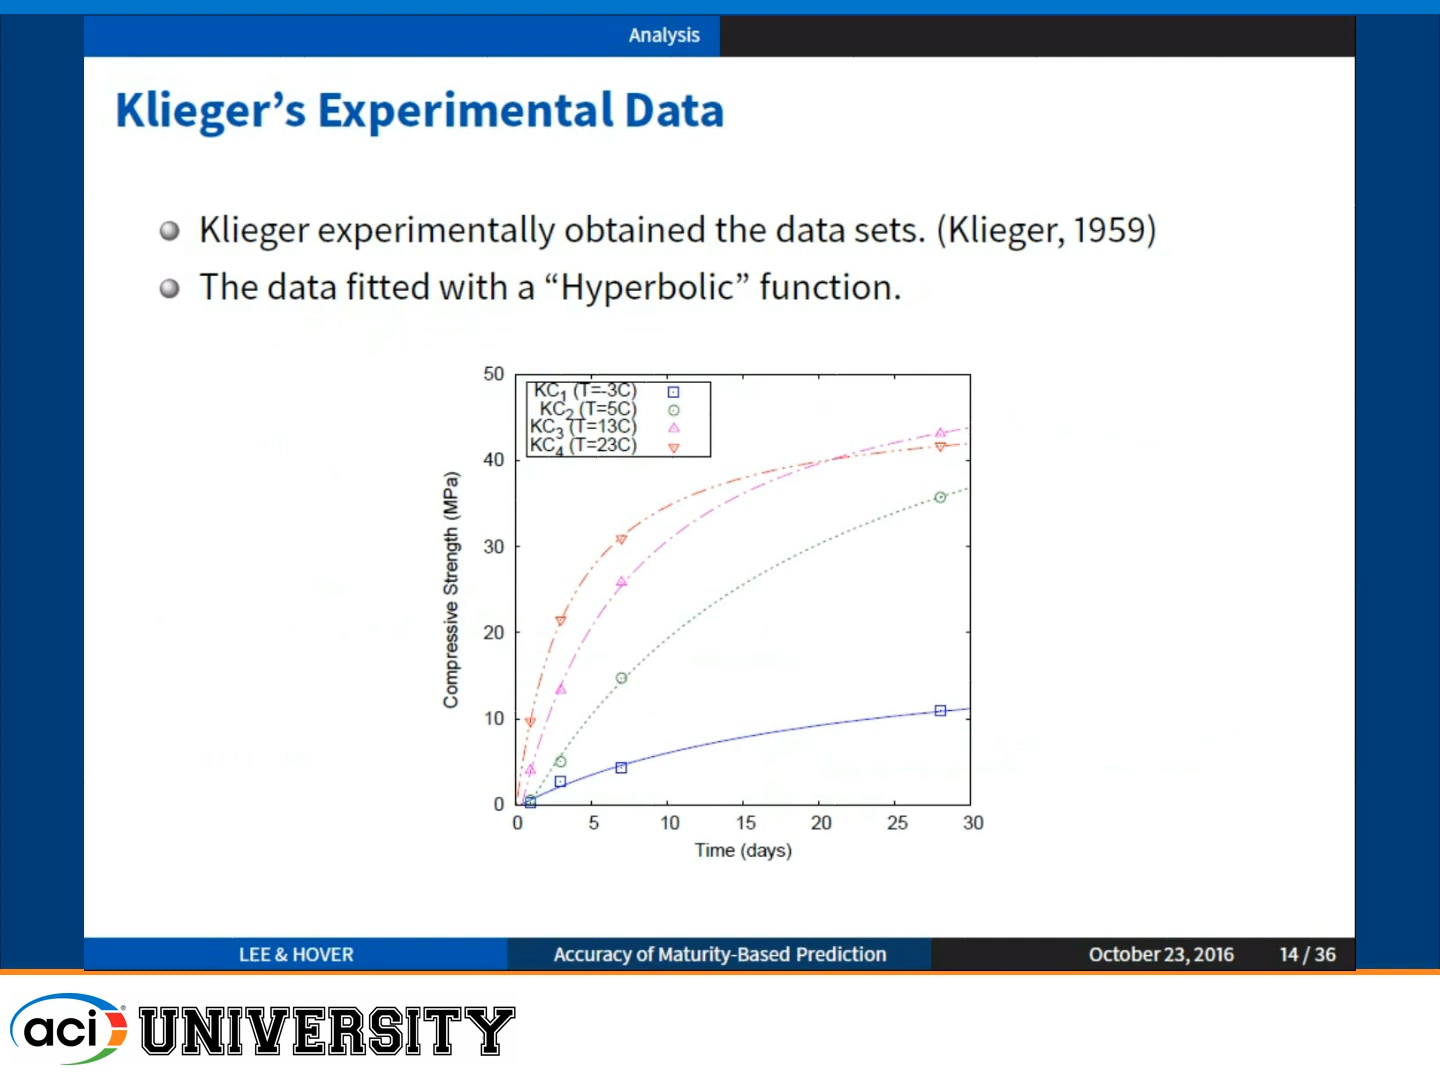 Analysis
Klieger’s Experimental Data
Klieger experimentally obtained the data sets. (Klieger, 1959)
The data fitted with a “Hyperbolic” function.
50
40
30
20
10
0
Compressive Strength (MPa)
KC1 (T=-3C)
KC2 (T=5C)
KC3 (T=13C)
KC4 (T=23C)
0 5 10 15 20 25 30
Time (days)
LEE & HOVER Accuracy of Maturity-Based Prediction October 23, 2016 14 / 36
aci® UNIVERSITY